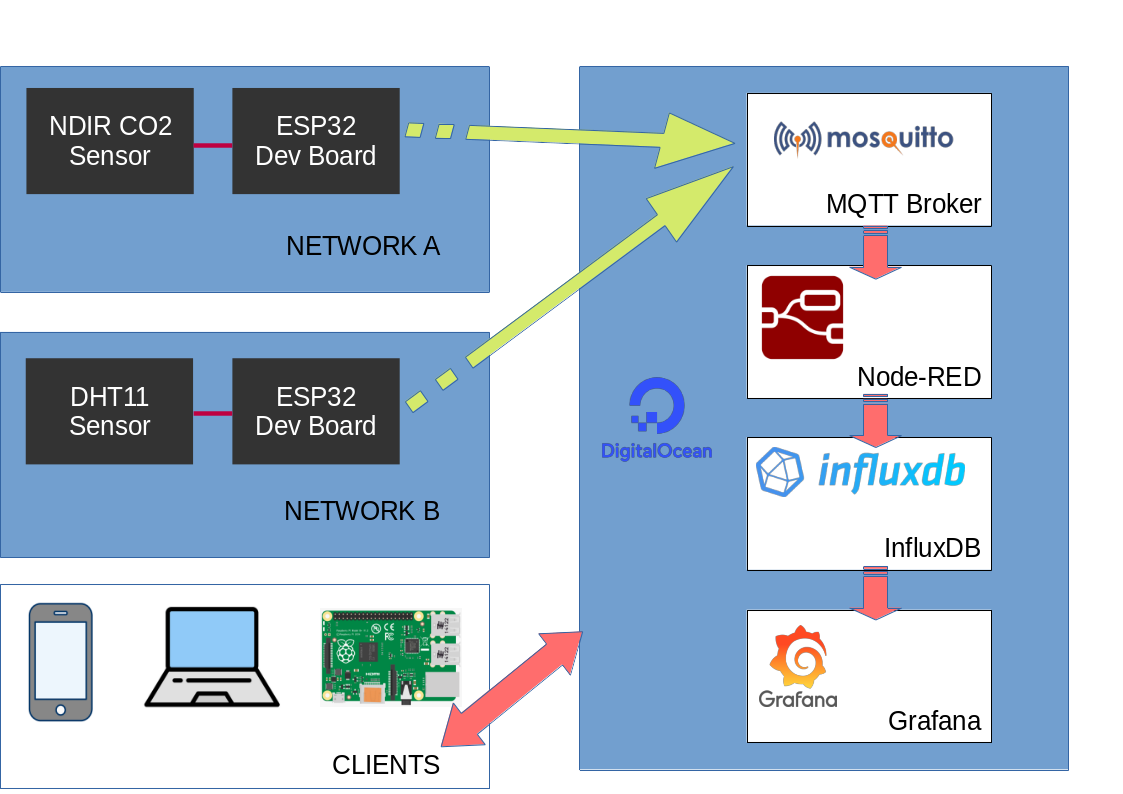 NDIR CO2
Sensor
ESP32
Dev Board
NETWORK A
DHT11
Sensor
ESP32
Dev Board
NETWORK B
CLIENTS
DigitalOcean
mosquitto
MQTT Broker
Node-RED
influxdb
InfluxDB
Grafana
Grafana